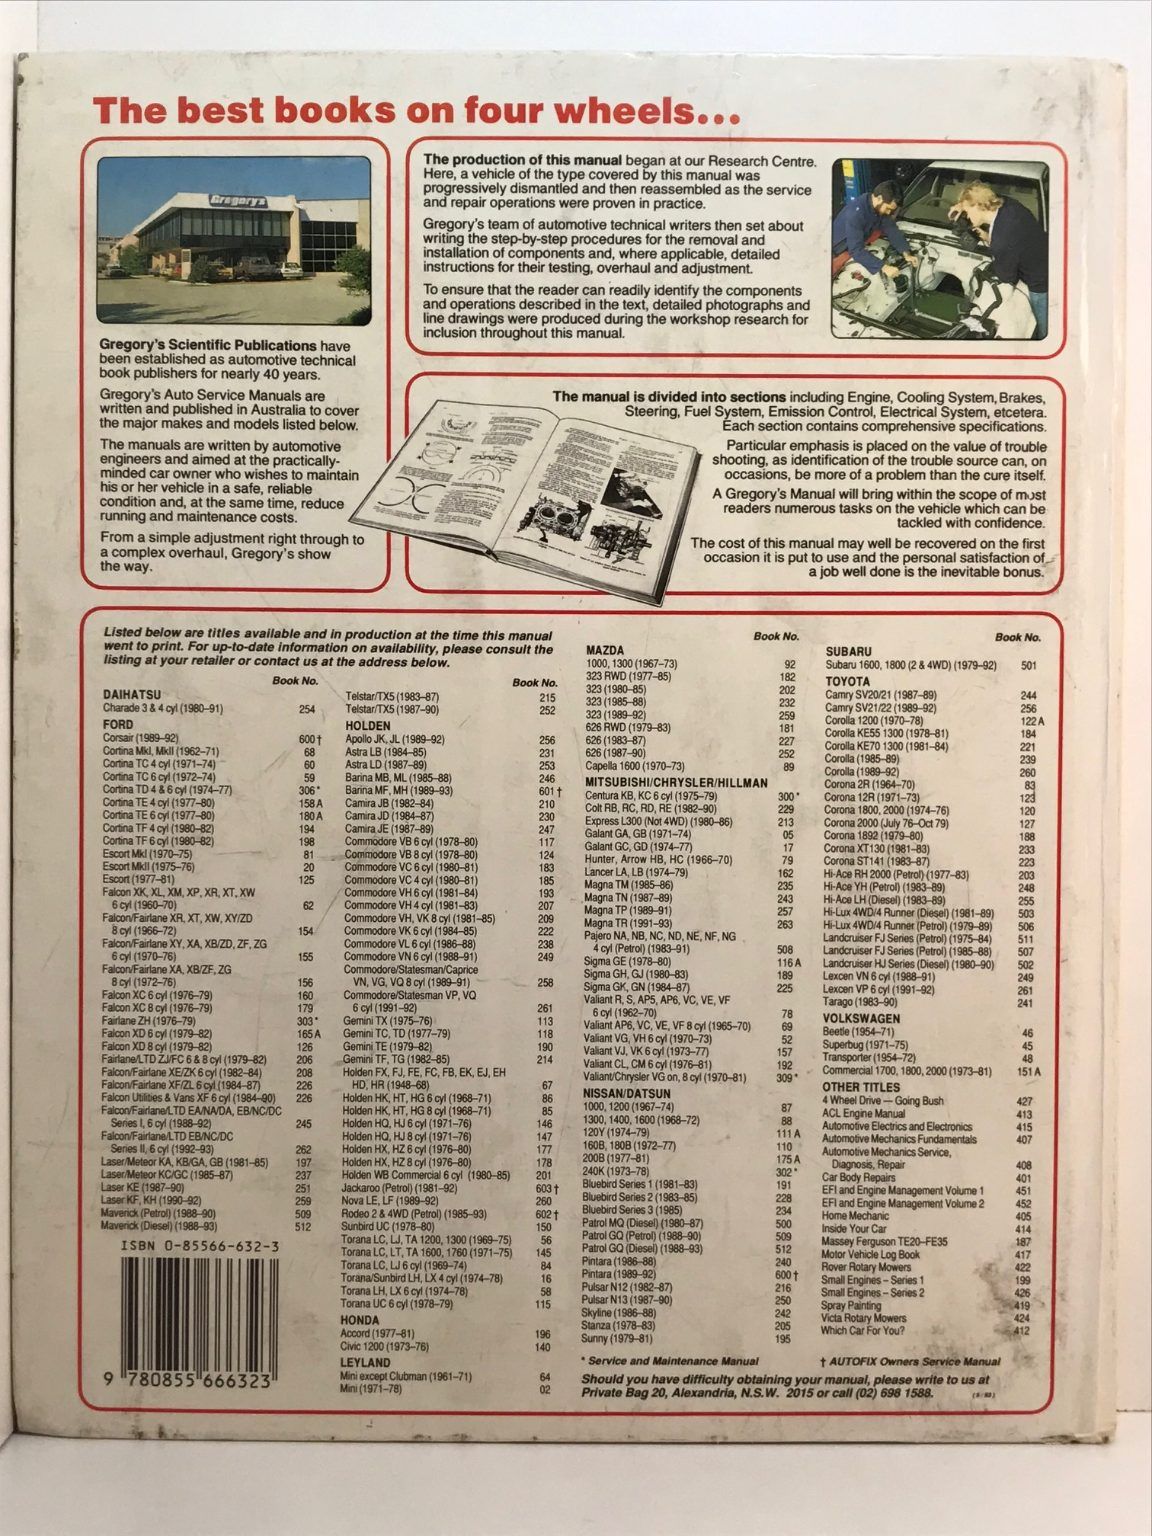 The best books on four wheels...
Gregory's
Gregory's Scientific Publications have
been established as automotive technical
book publishers for nearly 40 years.
Gregory's Auto Service Manuals are
written and published in Australia to cover
the major makes and models listed below.
The manuals are written by automotive
engineers and aimed at the practically-
minded car owner who wishes to maintain
his or her vehicle in a safe, reliable
condition and, at the same time, reduce
running and maintenance costs.
From a simple adjustment right through to
a complex overhaul, Gregory's show
the way.
The production of this manual began at our Research Centre.
Here, a vehicle of the type covered by this manual was
progressively dismantled and then reassembled as the service
and repair operations were proven in practice.
Gregory's team of automotive technical writers then set about
writing the step-by-step procedures for the removal and
installation of components and, where applicable, detailed
instructions for their testing, overhaul and adjustment.
To ensure that the reader can readily identify the components
and operations described in the text, detailed photographs and
line drawings were produced during the workshop research for
inclusion throughout this manual.
The manual is divided into sections including Engine, Cooling System, Brakes,
Steering, Fuel System, Emission Control, Electrical System, etcetera.
Each section contains comprehensive specifications.
Particular emphasis is placed on the value of trouble
shooting, as identification of the trouble source can, on
occasions, be more of a problem than the cure itself.
A Gregory's Manual will bring within the scope of most
readers numerous tasks on the vehicle which can be
tackled with confidence.
The cost of this manual may well be recovered on the first
occasion it is put to use and the personal satisfaction of
a job well done is the inevitable bonus.
Listed below are titles available and in production at the time this manual
went to print. For up-to-date information on availability, please consult the
listing at your retailer or contact us at the address below.
Book No.
DAIHATSU
Charade 3 & 4 cyl (1980–91) 254
FORD
Corsair (1989–92) 600†
Cortina MkI, MkII (1962–71) 68
Cortina TC 4 cyl (1971–74) 60
Cortina TC 6 cyl (1972–74) 59
Cortina TD 4 & 6 cyl (1974–77) 306*
Cortina TE 4 cyl (1977–80) 158A
Cortina TE 6 cyl (1977–80) 180A
Cortina TF 4 cyl (1980–82) 194
Cortina TF 6 cyl (1980–82) 198
Escort MkI (1970–75) 81
Escort MkII (1975–76) 20
Escort (1977–81) 125
Falcon XK, XL, XM, XP, XR, XT, XW
6 cyl (1960–70) 62
Falcon/Fairlane XR, XT, XW, XY/ZD
8 cyl (1966–72) 154
Falcon/Fairlane XY, XA, XB/ZD, ZF, ZG
6 cyl (1970–76) 155
Falcon/Fairlane XA, XB/ZF, ZG
8 cyl (1972–76) 156
Falcon XC 6 cyl (1976–79) 160
Falcon XC 8 cyl (1976–79) 179
Fairlane ZH (1976–79) 303*
Falcon XD 6 cyl (1979–82) 165A
Falcon XD 8 cyl (1979–82) 126
Fairlane/LTD ZJ/FC 6 & 8 cyl (1979–82) 206
Falcon/Fairlane XE/ZK 6 cyl (1982–84) 208
Falcon/Fairlane XF/ZL 6 cyl (1984–87) 226
Falcon Utilities & Vans XF 6 cyl (1984–90) 226
Falcon/Fairlane/LTD EA/NA/DA, EB/NC/DC
Series I, 6 cyl (1988–92) 245
Falcon/Fairlane/LTD EB/NC/DC
Series II, 6 cyl (1992–93) 262
Laser/Meteor KA, KB/GA, GB (1981–85) 197
Laser/Meteor KC/GC (1985–87) 237
Laser KE (1987–90) 251
Laser KF, KH (1990–92) 259
Maverick (Petrol) (1988–90) 509
Maverick (Diesel) (1988–93) 512
ISBN 0-85566-632-3
9 780855 666323
Book No.
Telstar/TX5 (1983–87) 215
Telstar/TX5 (1987–90) 252
HOLDEN
Apollo JK, JL (1989–92) 256
Astra LB (1984–85) 231
Astra LD (1987–89) 253
Barina MB, ML (1985–88) 246
Barina MF, MH (1989–93) 601†
Camira JB (1982–84) 210
Camira JD (1984–87) 230
Camira JE (1987–89) 247
Commodore VB 6 cyl (1978–80) 117
Commodore VB 8 cyl (1978–80) 124
Commodore VC 6 cyl (1980–81) 183
Commodore VC 4 cyl (1980–81) 185
Commodore VH 6 cyl (1981–84) 193
Commodore VH 4 cyl (1981–83) 207
Commodore VH, VK 8 cyl (1981–85) 209
Commodore VK 6 cyl (1984–85) 222
Commodore VL 6 cyl (1986–88) 238
Commodore VN 6 cyl (1988–91) 249
Commodore/Statesman/Caprice
VN, VG, VQ 8 cyl (1989–91) 258
Commodore/Statesman VP, VQ
6 cyl (1991–92) 261
Gemini TX (1975–76) 113
Gemini TC, TD (1977–79) 118
Gemini TE (1979–82) 190
Gemini TF, TG (1982–85) 214
Holden FX, FJ, FE, FC, FB, EK, EJ, EH
HD, HR (1948–68) 67
Holden HK, HT, HG 6 cyl (1968–71) 86
Holden HK, HT, HG 8 cyl (1968–71) 85
Holden HQ, HJ 6 cyl (1971–76) 146
Holden HQ, HJ 8 cyl (1971–76) 147
Holden HX, HZ 6 cyl (1976–80) 177
Holden HX, HZ 8 cyl (1976–80) 178
Holden WB Commercial 6 cyl (1980–85) 201
Jackaroo (Petrol) (1981–92) 603†
Nova LE, LF (1989–92) 260
Rodeo 2 & 4WD (Petrol) (1985–93) 602†
Sunbird UC (1978–80) 150
Torana LC, LJ, TA 1200, 1300 (1969–75) 56
Torana LC, LT, TA 1600, 1760 (1971–75) 145
Torana LC, LJ 6 cyl (1969–74) 84
Torana/Sunbird LH, LX 4 cyl (1974–78) 16
Torana LH, LX 6 cyl (1974–78) 58
Torana UC 6 cyl (1978–79) 115
HONDA
Accord (1977–81) 196
Civic 1200 (1973–76) 140
LEYLAND
Mini except Clubman (1961–71) 64
Mini (1971–78) 02
Book No.
MAZDA
1000, 1300 (1967–73) 92
323 RWD (1977–85) 182
323 (1980–85) 202
323 (1985–88) 232
323 (1989–92) 259
626 RWD (1979–83) 181
626 (1983–87) 227
626 (1987–90) 252
Capella 1600 (1970–73) 89
MITSUBISHI/CHRYSLER/HILLMAN
Centura KB, KC 6 cyl (1975–79) 300*
Colt RB, RC, RD, RE (1982–90) 229
Express L300 (Not 4WD) (1980–86) 213
Galant GA, GB (1971–74) 05
Galant GC, GD (1974–77) 17
Hunter, Arrow HB, HC (1966–70) 79
Lancer LA, LB (1974–79) 162
Magna TM (1985–86) 235
Magna TN (1987–89) 243
Magna TP (1989–91) 257
Magna TR (1991–93) 263
Pajero NA, NB, NC, ND, NE, NF, NG
4 cyl (Petrol) (1983–91) 508
Sigma GE (1978–80) 116A
Sigma GH, GJ (1980–83) 189
Sigma GK, GN (1984–87) 225
Valiant R, S, AP5, AP6, VC, VE, VF
6 cyl (1962–70) 78
Valiant AP6, VC, VE, VF 8 cyl (1965–70) 69
Valiant VG, VH 6 cyl (1970–73) 52
Valiant VJ, VK 6 cyl (1973–77) 157
Valiant CL, CM 6 cyl (1976–81) 192
Valiant/Chrysler VG on, 8 cyl (1970–81) 309*
NISSAN/DATSUN
1000, 1200 (1967–74) 87
1300, 1400, 1600 (1968–72) 88
120Y (1974–79) 111A
160B, 180B (1972–77) 110
200B (1977–81) 175A
240K (1973–78) 302*
Bluebird Series 1 (1981–83) 191
Bluebird Series 2 (1983–85) 228
Bluebird Series 3 (1985) 234
Patrol MQ (Diesel) (1980–87) 500
Patrol GQ (Petrol) (1988–90) 509
Patrol GQ (Diesel) (1988–93) 512
Pintara (1986–88) 240
Pintara (1989–92) 600†
Pulsar N12 (1982–87) 216
Pulsar N13 (1987–90) 250
Skyline (1986–88) 242
Stanza (1978–83) 205
Sunny (1979–81) 195
Book No.
SUBARU
Subaru 1600, 1800 (2 & 4WD) (1979–92) 501
TOYOTA
Camry SV20/21 (1987–89) 244
Camry SV21/22 (1989–92) 256
Corolla 1200 (1970–78) 122A
Corolla KE55 1300 (1978–81) 184
Corolla KE70 1300 (1981–84) 221
Corolla (1985–89) 239
Corolla (1989–92) 260
Corona 2R (1964–70) 83
Corona 12R (1971–73) 123
Corona 1800, 2000 (1974–76) 120
Corona 2000 (July 76–Oct 79) 127
Corona 1892 (1979–80) 188
Corona XT130 (1981–83) 233
Corona ST141 (1983–87) 223
Hi-Ace RH 2000 (Petrol) (1977–83) 203
Hi-Ace YH (Petrol) (1983–89) 248
Hi-Ace LH (Diesel) (1983–89) 255
Hi-Lux 4WD/4 Runner (Diesel) (1981–89) 503
Hi-Lux 4WD/4 Runner (Petrol) (1979–89) 506
Landcruiser FJ Series (Petrol) (1975–84) 511
Landcruiser FJ Series (Petrol) (1985–88) 507
Landcruiser HJ Series (Diesel) (1980–90) 502
Lexcen VN 6 cyl (1988–91) 249
Lexcen VP 6 cyl (1991–92) 261
Tarago (1983–90) 241
VOLKSWAGEN
Beetle (1954–71) 46
Superbug (1971–75) 45
Transporter (1954–72) 48
Commercial 1700, 1800, 2000 (1973–81) 151A
OTHER TITLES
4 Wheel Drive — Going Bush 427
ACL Engine Manual 413
Automotive Electrics and Electronics 415
Automotive Mechanics Fundamentals 407
Automotive Mechanics Service,
Diagnosis, Repair 408
Car Body Repairs 401
EFI and Engine Management Volume 1 451
EFI and Engine Management Volume 2 452
Home Mechanic 405
Inside Your Car 414
Massey Ferguson TE20–FE35 187
Motor Vehicle Log Book 417
Rover Rotary Mowers 422
Small Engines – Series 1 199
Small Engines – Series 2 426
Spray Painting 419
Victa Rotary Mowers 424
Which Car For You? 412
* Service and Maintenance Manual † AUTOFIX Owners Service Manual
Should you have difficulty obtaining your manual, please write to us at
Private Bag 20, Alexandria, N.S.W. 2015 or call (02) 698 1588.